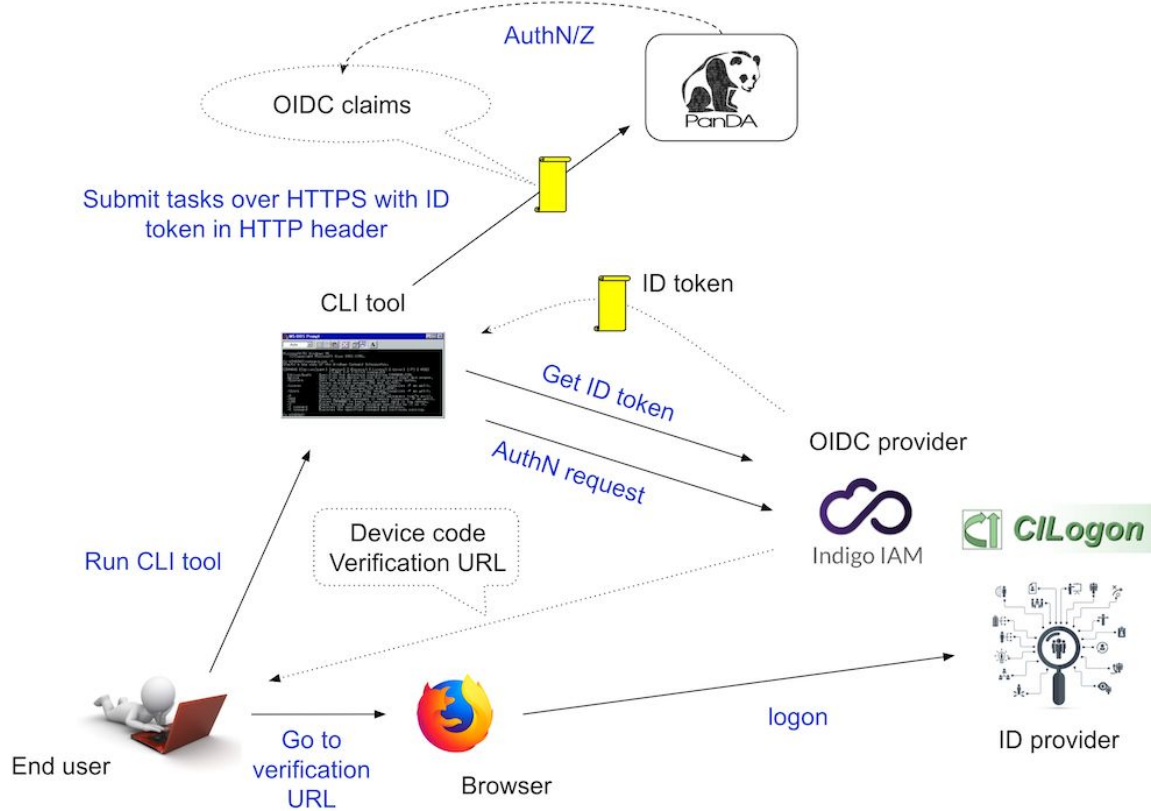 AuthN/Z
OIDC claims
PanDA
Submit tasks over HTTPS with ID
token in HTTP header
ID token
CLI tool
Get ID token
AuthN request
OIDC provider
Device code
Verification URL
Indigo IAM
CILogon
Run CLI tool
logon
Go to
verification
URL
ID provider
End user
Browser